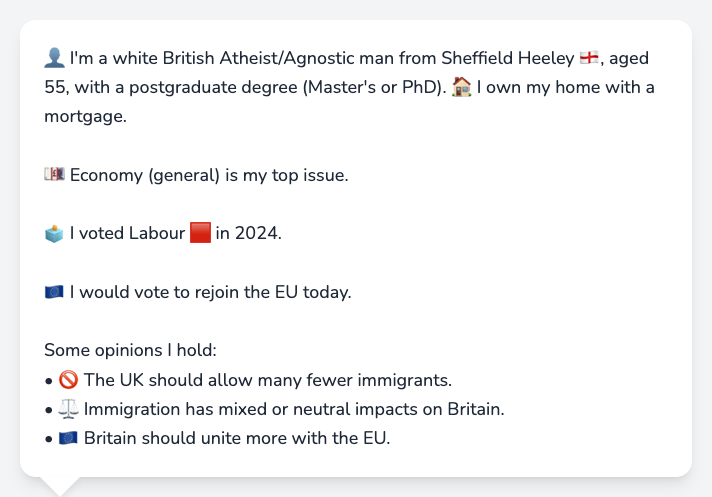 👤 I'm a white British Atheist/Agnostic man from Sheffield Heeley 🏴󠁧󠁢󠁥󠁮󠁧󠁿, aged
55, with a postgraduate degree (Master's or PhD). 🏠 I own my home with a
mortgage.
💷 Economy (general) is my top issue.
🗳️ I voted Labour 🟥 in 2024.
🇪🇺 I would vote to rejoin the EU today.
Some opinions I hold:
• 🚫 The UK should allow many fewer immigrants.
• ⚖️ Immigration has mixed or neutral impacts on Britain.
• 🇪🇺 Britain should unite more with the EU.